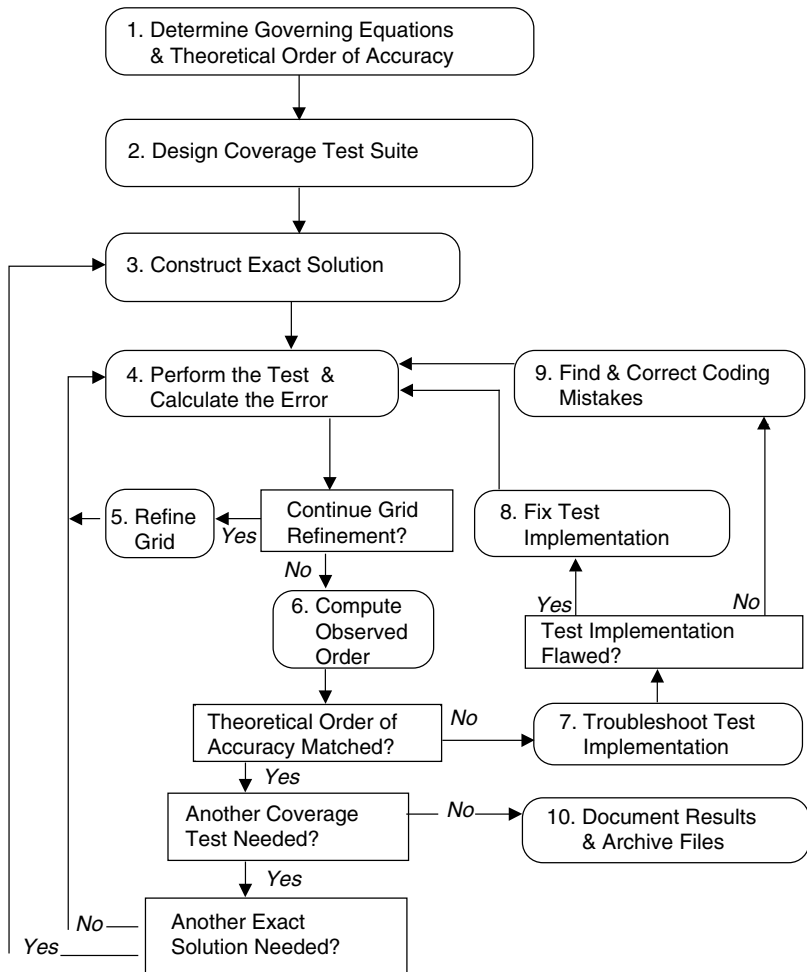 1. Determine Governing Equations
& Theoretical Order of Accuracy
2. Design Coverage Test Suite
3. Construct Exact Solution
4. Perform the Test &
Calculate the Error
9. Find & Correct Coding
Mistakes
Continue Grid
Refinement?
Yes
5. Refine
Grid
8. Fix Test
Implementation
No
6. Compute
Observed
Order
Yes
No
Test Implementation
Flawed?
Theoretical Order of
Accuracy Matched?
No
7. Troubleshoot Test
Implementation
Yes
Another Coverage
Test Needed?
No
10. Document Results
& Archive Files
Yes
Another Exact
Solution Needed?
No
Yes